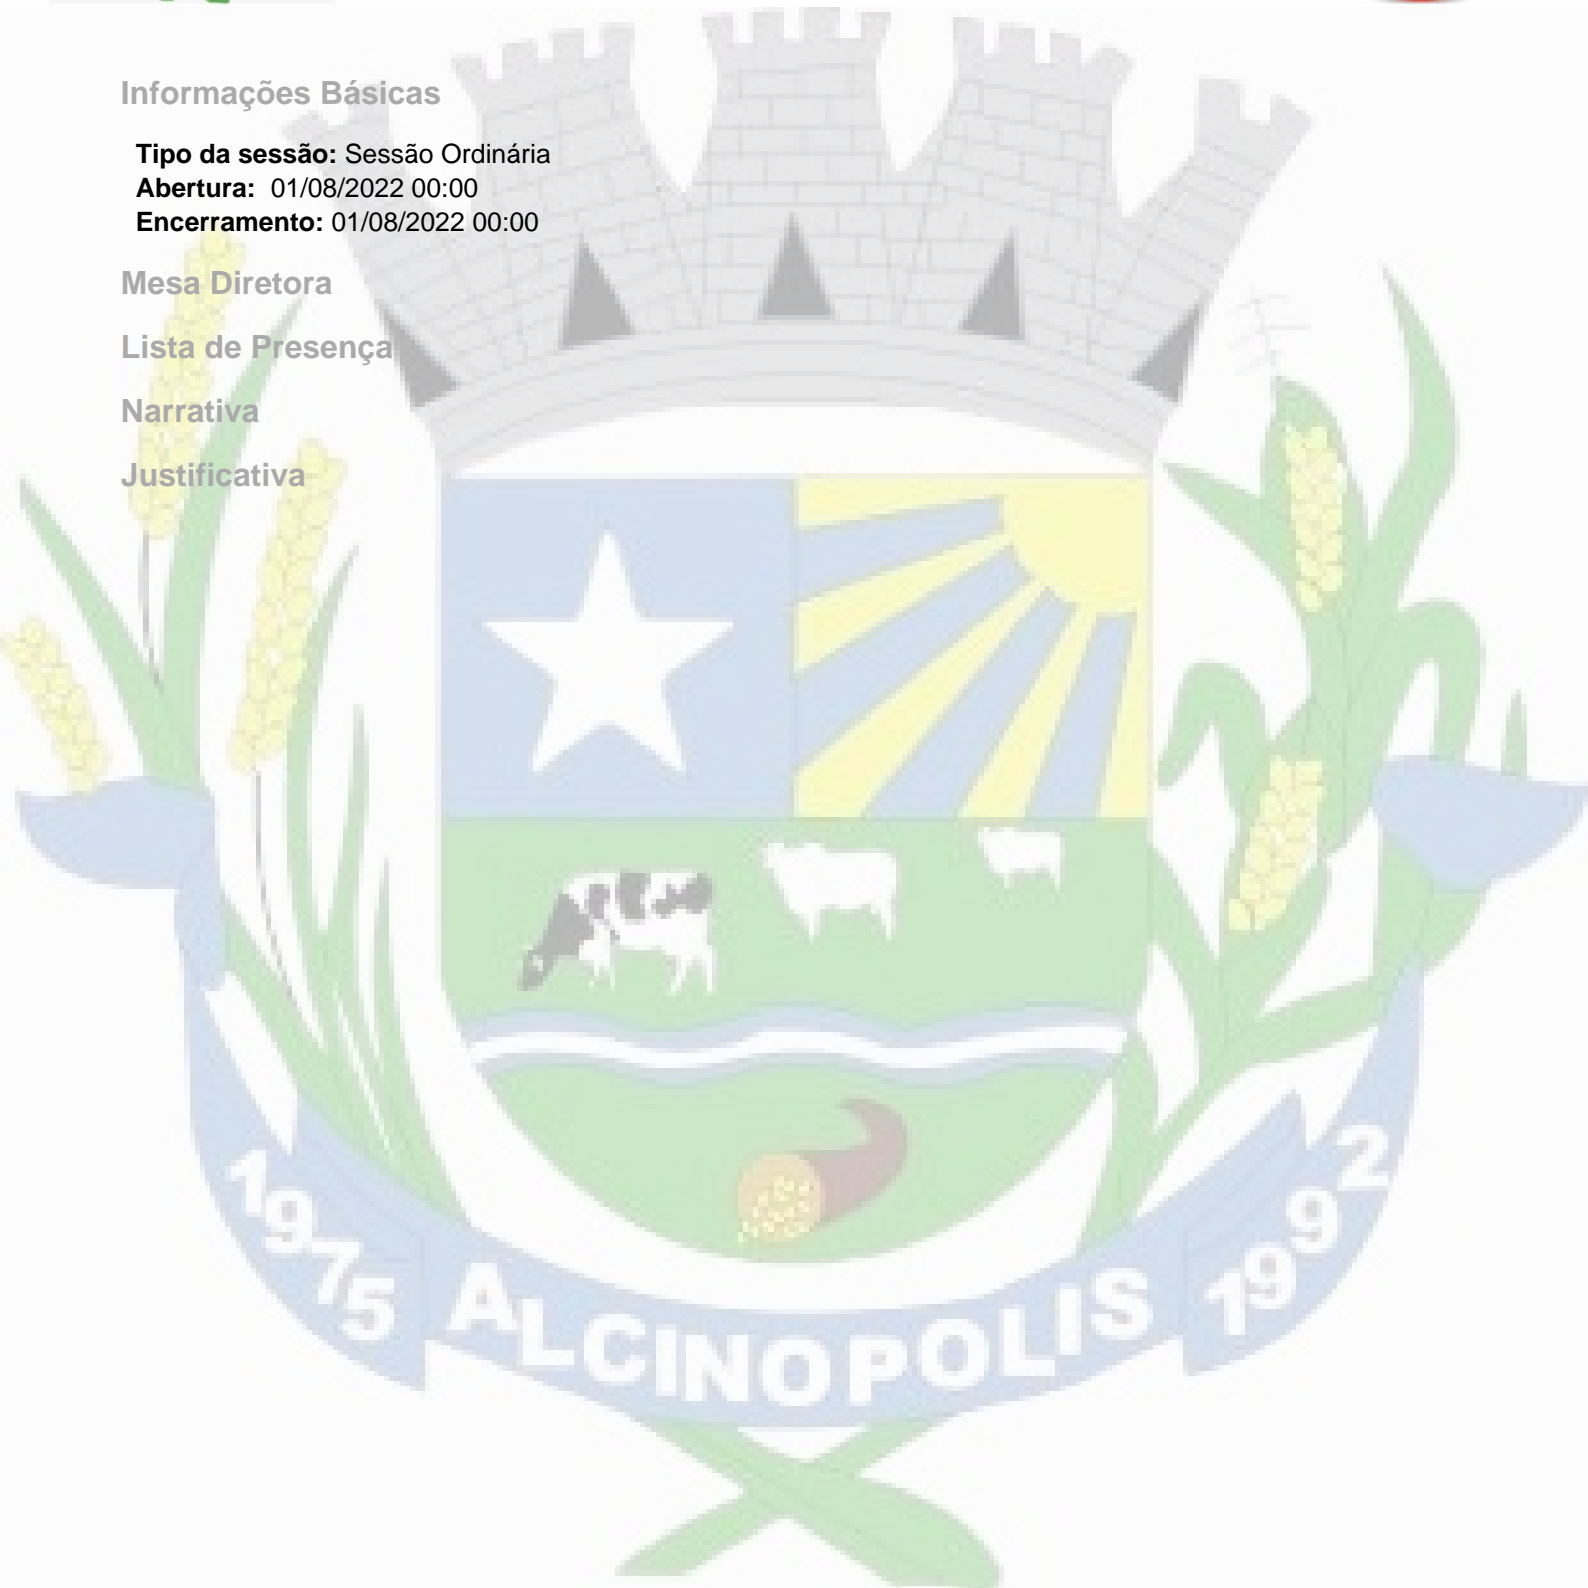 Informações Básicas
Tipo da sessão: Sessão Ordinária
Abertura: 01/08/2022 00:00
Encerramento: 01/08/2022 00:00
Mesa Diretora
Lista de Presença
Narrativa
Justificativa
1975 ALCINOPOLIS 1992